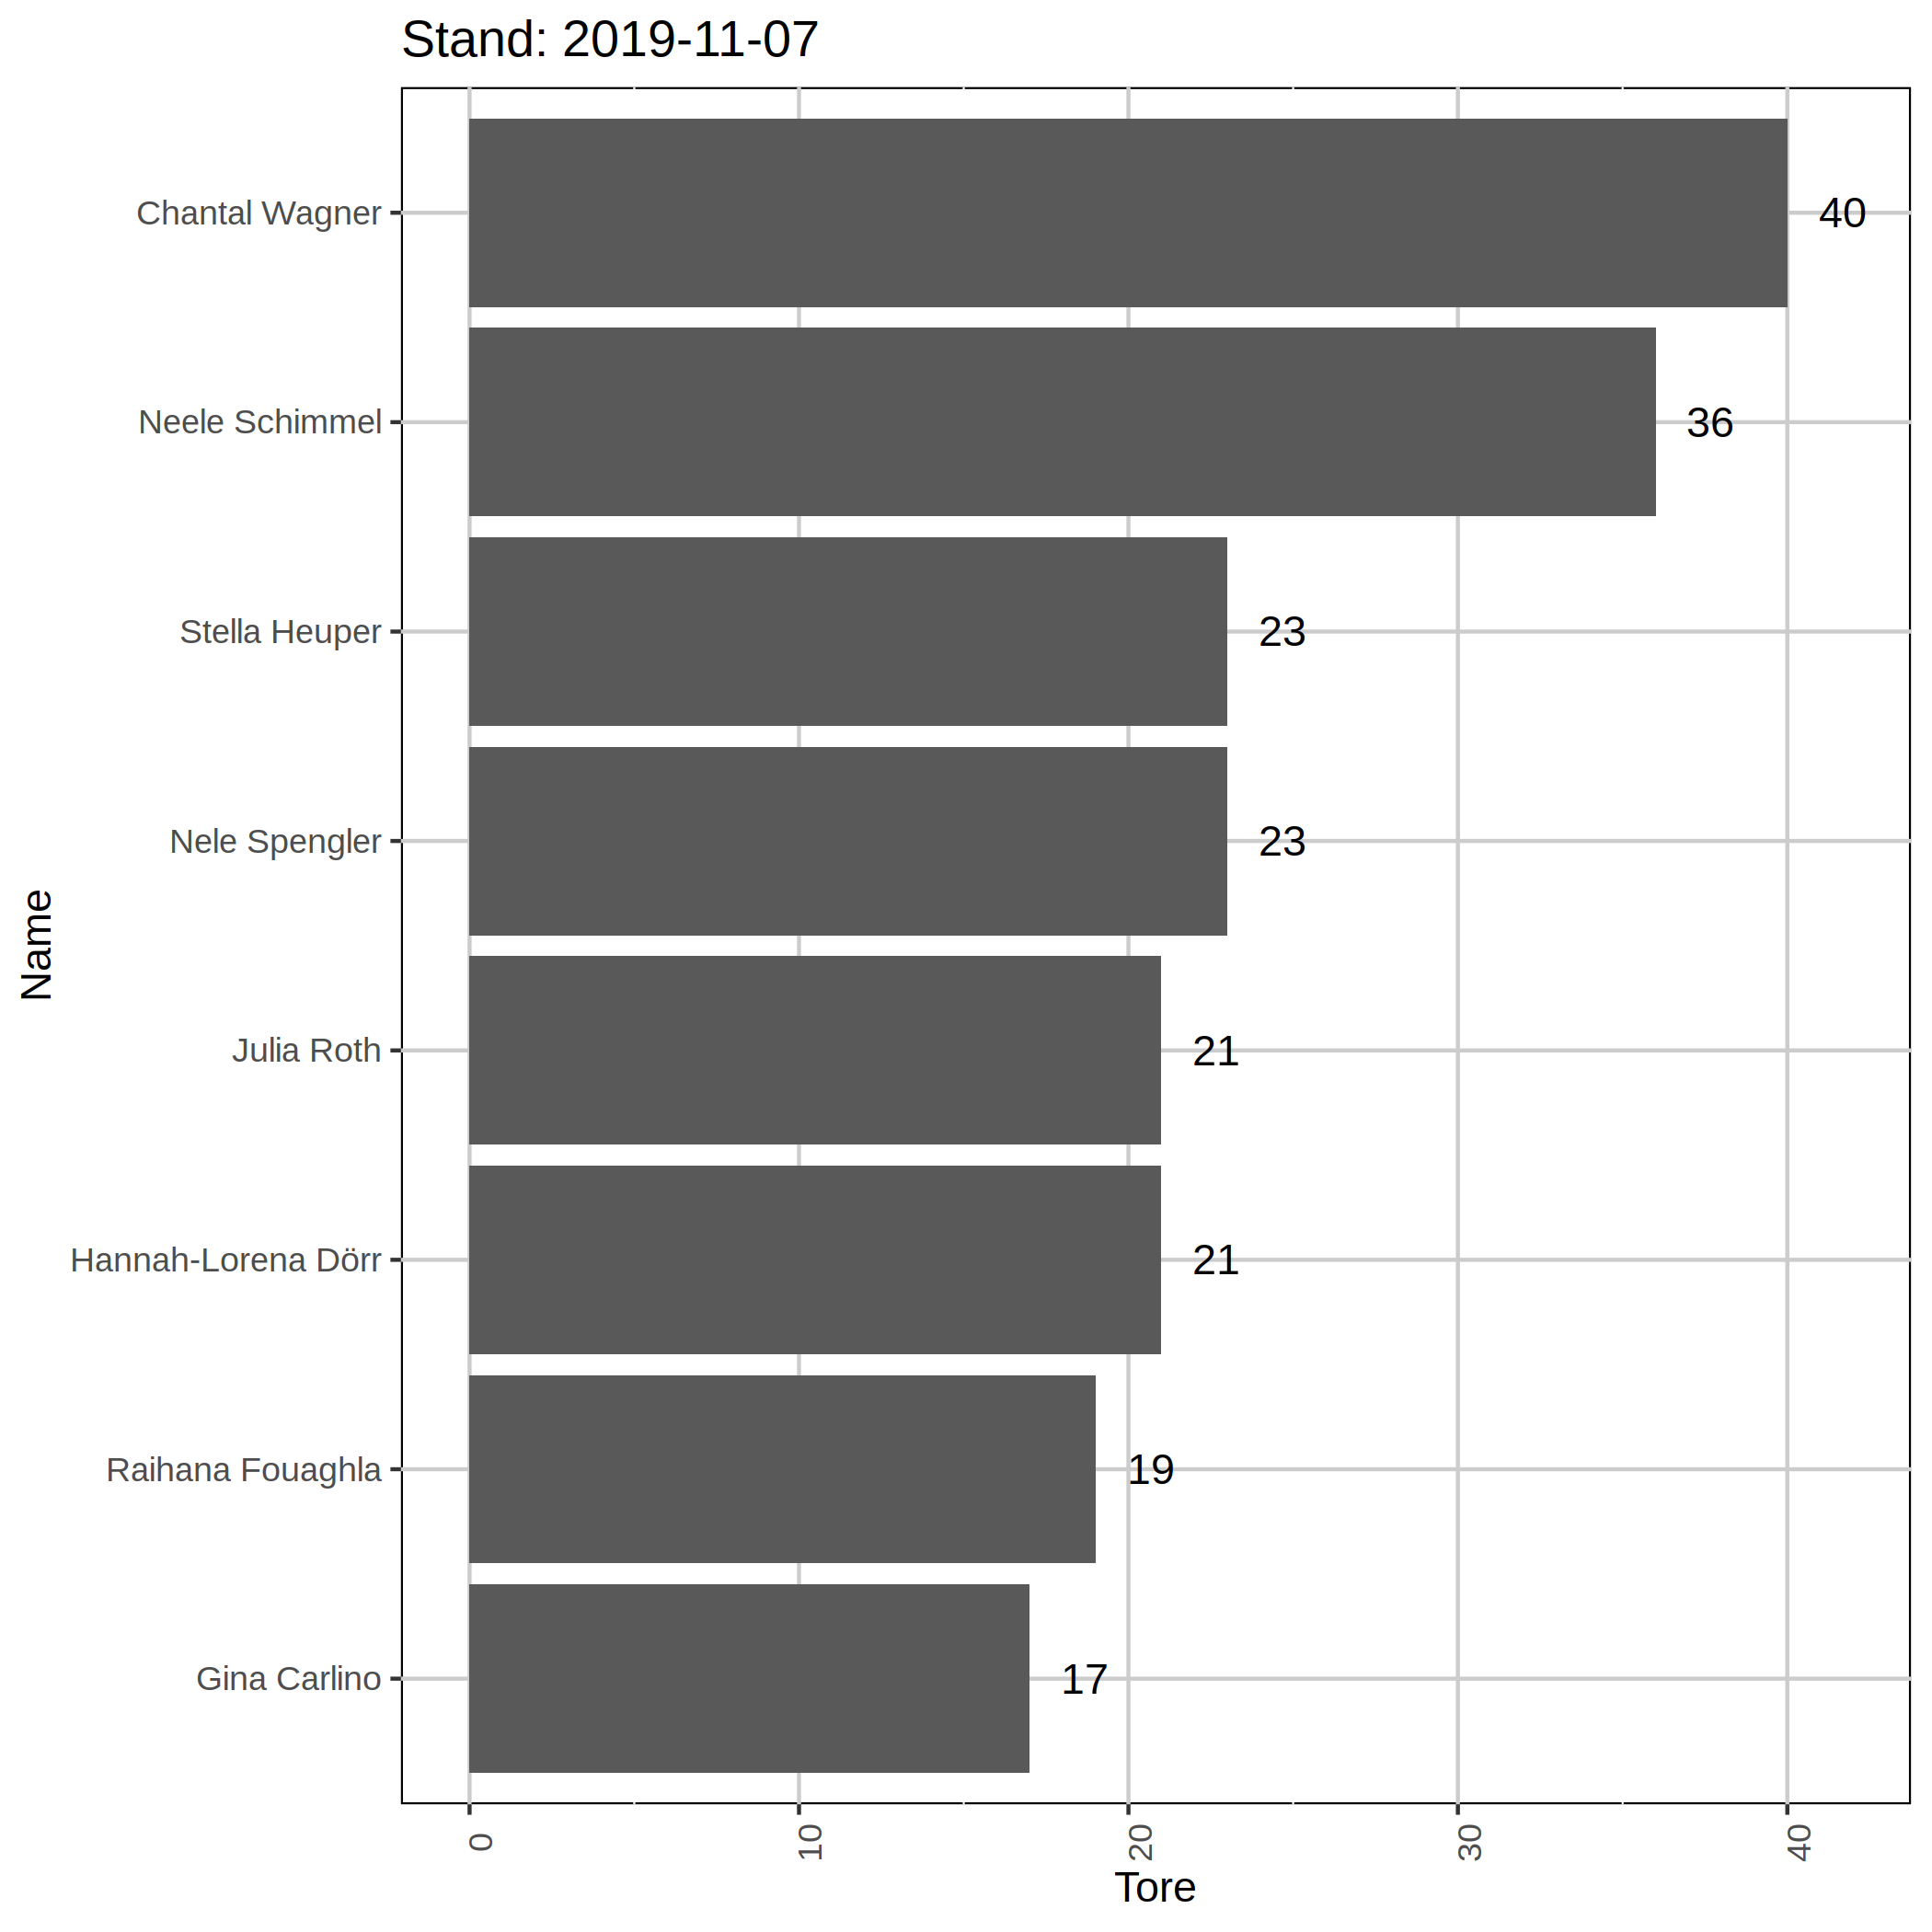 Stand: 2019-11-07
Chantal Wagner 40
Neele Schimmel 36
Stella Heuper 23
Nele Spengler 23
Julia Roth 21
Hannah-Lorena Dörr 21
Raihana Fouaghla 19
Gina Carlino 17
Name
0 10 20 30 40
Tore